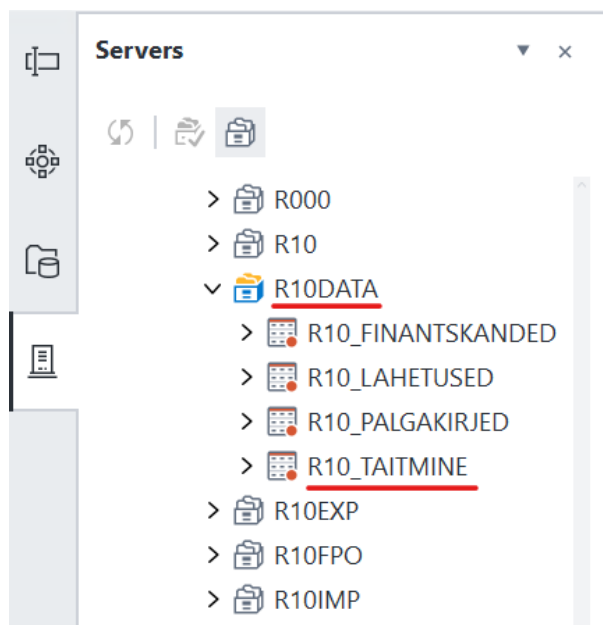 Servers
R000
R10
R10DATA
R10_FINANTSKANDED
R10_LAHETUSED
R10_PALGAKIRJED
R10_TAITMINE
R10EXP
R10FPO
R10IMP